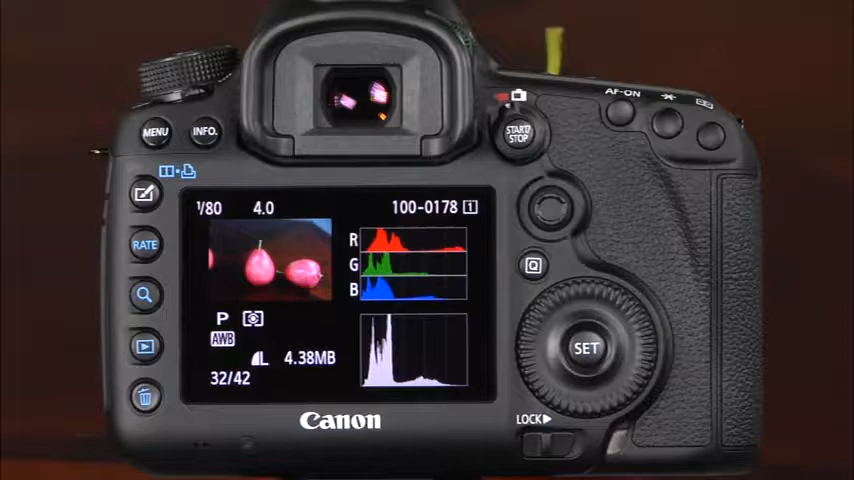 AF-ON
MENU
INFO.
START/
STOP
1/80 4.0 100-0178 1
RATE
R
G
B
Q
P
AWB
L 4.38MB
32/42
SET
Canon
LOCK